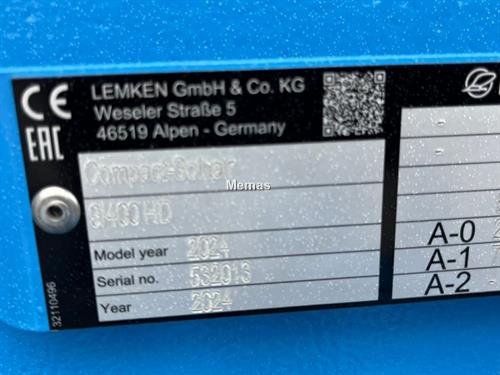 CE
EAC
LEMKEN GmbH & Co. KG
Weseler Straße 5
46519 Alpen - Germany
Compact-Solitair
9/400 HD
Memas
Model year 2024
Serial no. 532013
Year 2024
A-0
A-1
A-2
32110496